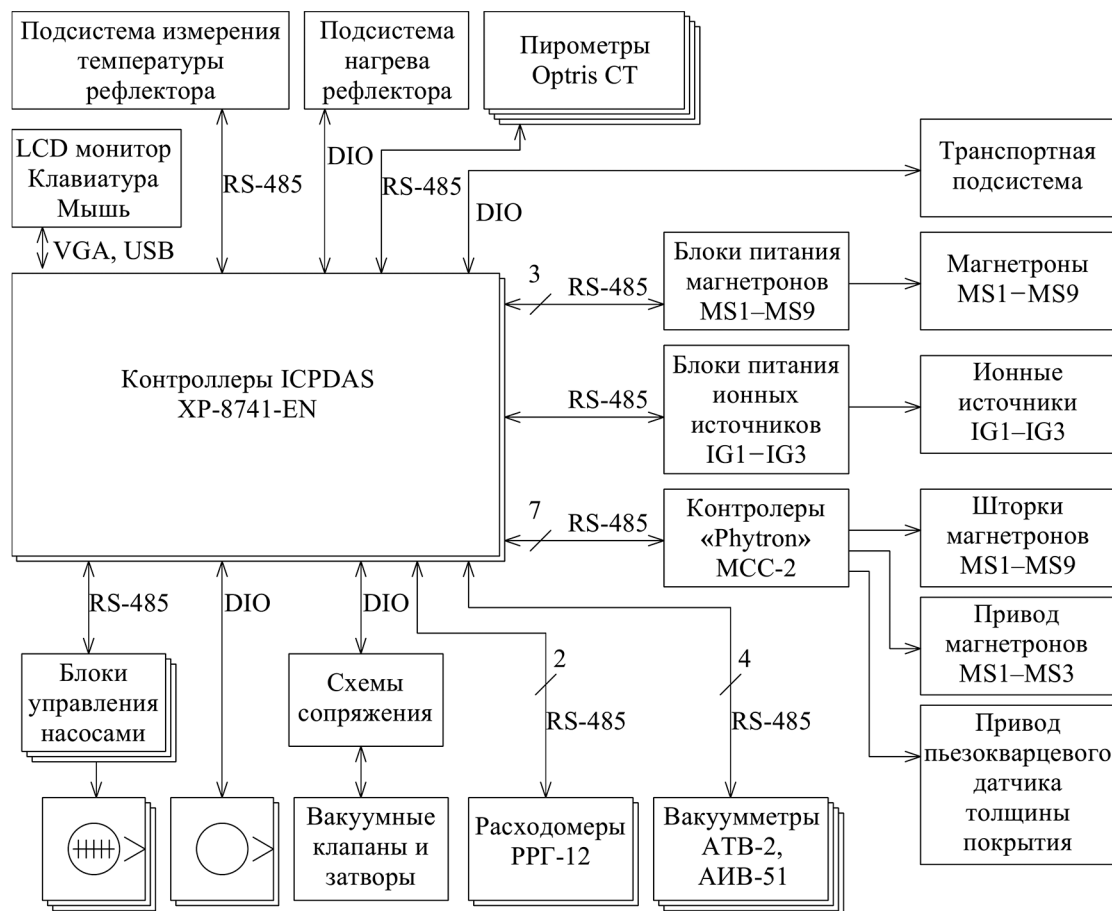 Подсистема измерения
температуры
рефлектора
Подсистема
нагрева
рефлектора
Пирометры
Optris CT
LCD монитор
Клавиатура
Мышь
VGA, USB
RS-485
DIO
RS-485
DIO
Транспортная
подсистема
Контроллеры ICPDAS
XP-8741-EN
3
RS-485
Блоки питания
магнетронов
MS1–MS9
Магнетроны
MS1−MS9
RS-485
Блоки питания
ионных
источников
IG1−IG3
Ионные
источники
IG1–IG3
7
RS-485
Контролеры
«Phytron»
MCC-2
Шторки
магнетронов
MS1–MS9
Привод
магнетронов
MS1–MS3
Привод
пьезокварцевого
датчика
толщины
покрытия
RS-485
DIO
DIO
2
RS-485
4
RS-485
Блоки
управления
насосами
Схемы
сопряжения
Вакуумные
клапаны и
затворы
Расходомеры
РРГ-12
Вакуумметры
АТВ-2,
АИВ-51